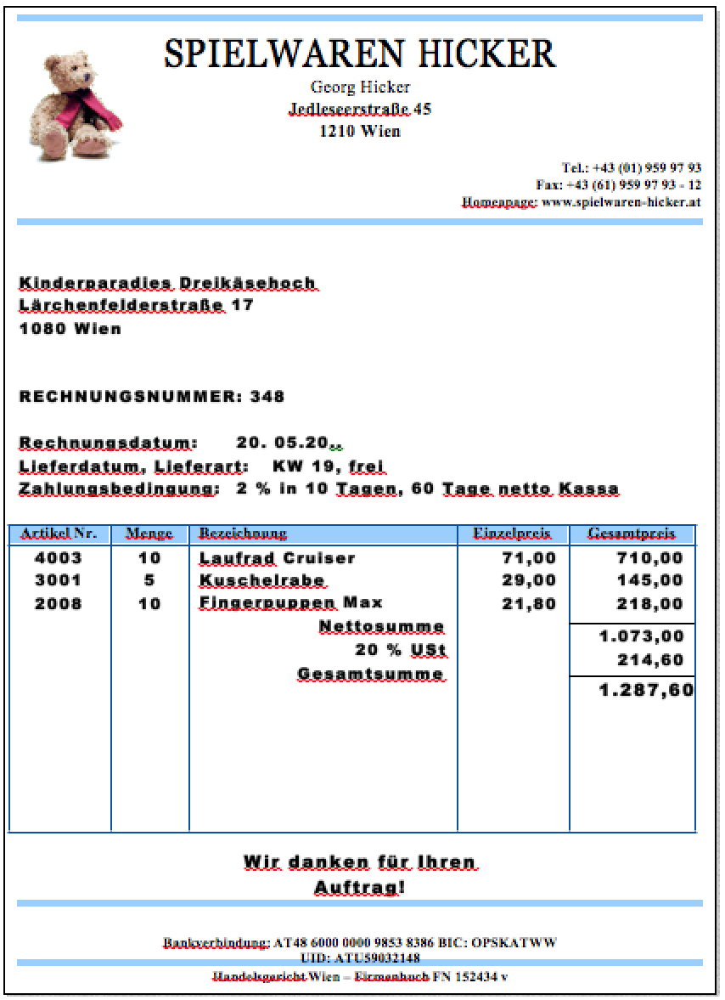 SPIELWAREN HICKER
Georg Hicker
Jedleseerstraße 45
1210 Wien
Tel.: +43 (01) 959 97 93
Fax: +43 (61) 959 97 93 - 12
Homeapage: www.spielwaren-hicker.at
Kinderparadies Dreikäsehoch
Lärchenfelderstraße 17
1080 Wien
RECHNUNGSNUMMER: 348
Rechnungsdatum: 20. 05.20..
Lieferdatum, Lieferart: KW 19, frei
Zahlungsbedingung: 2 % in 10 Tagen, 60 Tage netto Kassa
Artikel Nr. Menge Bezeichnung Einzelpreis Gesamtpreis
4003 10 Laufrad Cruiser 71,00 710,00
3001 5 Kuschelrabe 29,00 145,00
2008 10 Fingerpuppen Max 21,80 218,00
Nettosumme 1.073,00
20 % USt 214,60
Gesamtsumme 1.287,60
Wir danken für Ihren
Auftrag!
Bankverbindung: AT48 6000 0000 9853 8386 BIC: OPSKATWW
UID: ATU59032148
Handelsgericht Wien – Firmenbuch FN 152434 v